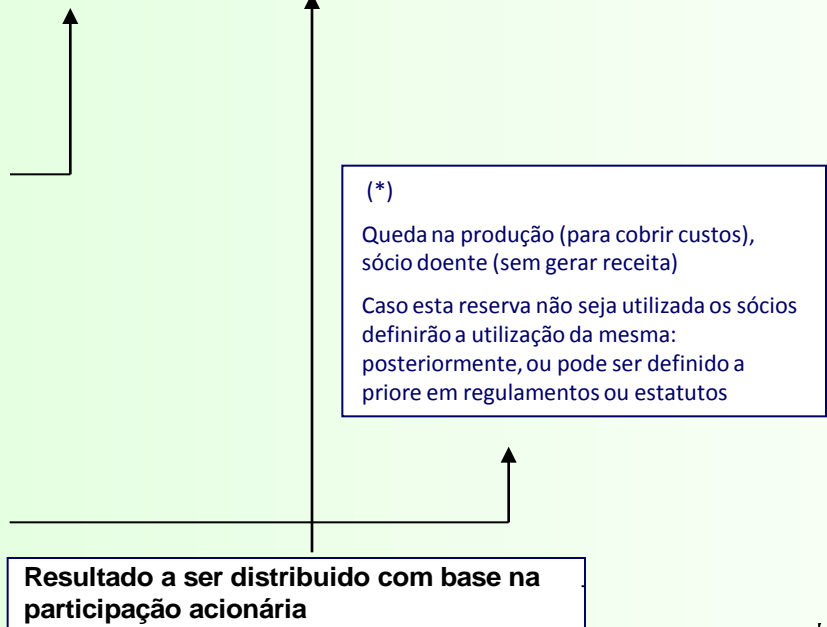 (*)
Queda na produção (para cobrir custos),
sócio doente (sem gerar receita)
Caso esta reserva não seja utilizada os sócios
definirão a utilização da mesma:
posteriormente, ou pode ser definido a
priore em regulamentos ou estatutos
Resultado a ser distribuido com base na
participação acionária